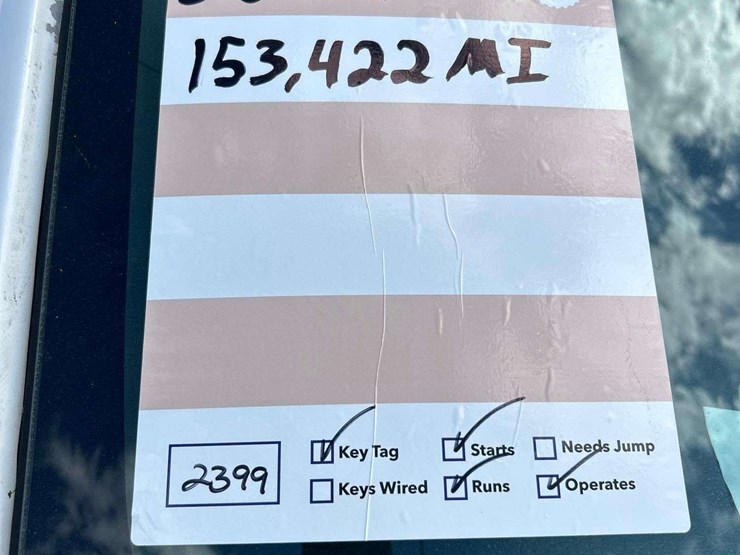 153,422 MI
Key Tag Starts Needs Jump
2399
Keys Wired Runs Operates